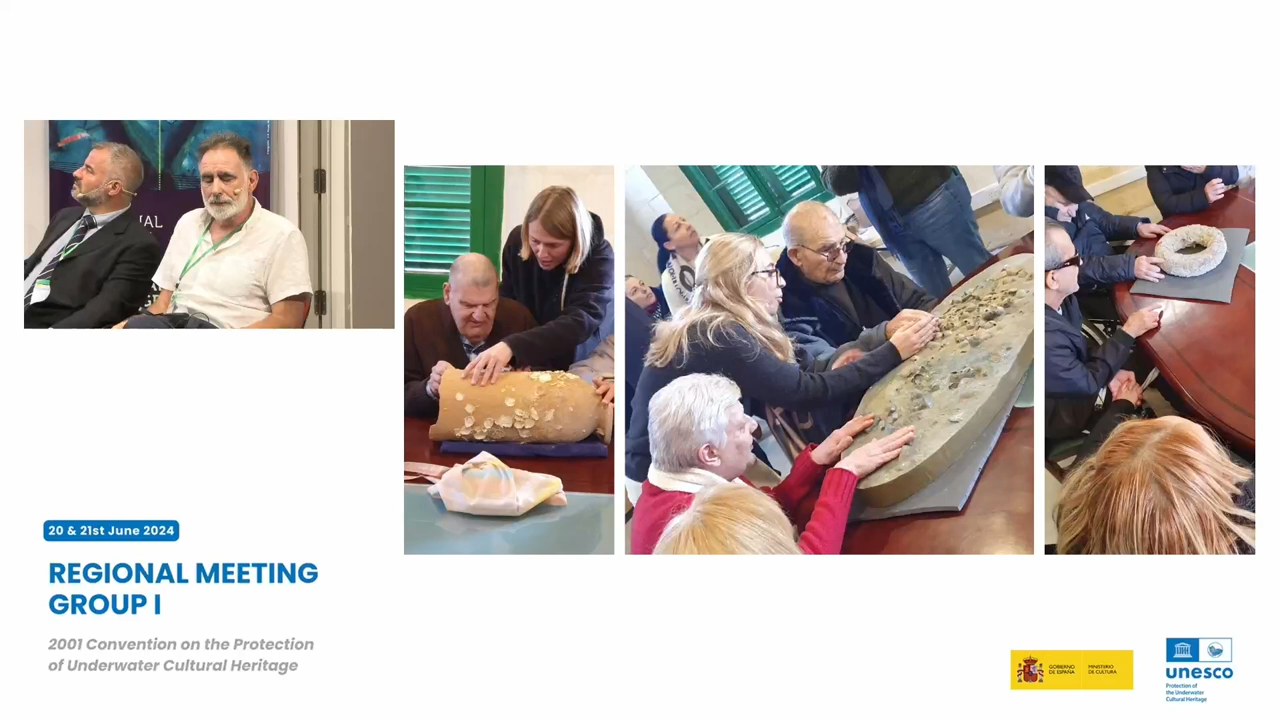 20 & 21st June 2024
REGIONAL MEETING
GROUP I
2001 Convention on the Protection
of Underwater Cultural Heritage
GOBIERNO
DE ESPAÑA
MINISTERIO
DE CULTURA
unesco
Protection of
the Underwater
Cultural Heritage